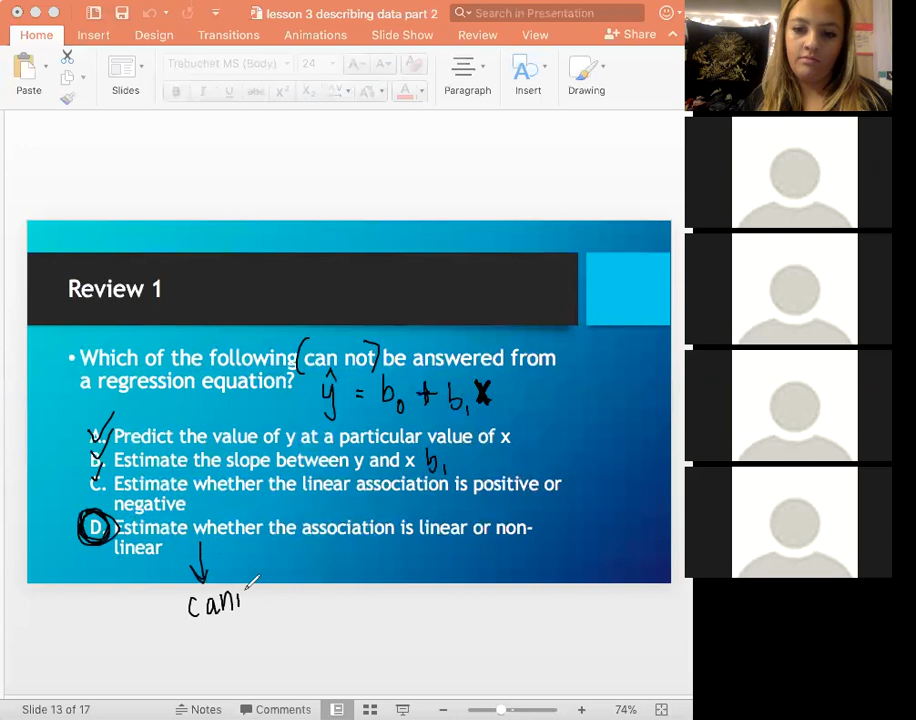 lesson 3 describing data part 2
Search in Presentation
Home Insert Design Transitions Animations Slide Show Review View Share
Trebuchet MS (Body) 24
Paste Slides Paragraph Insert Drawing
Review 1
• Which of the following (can not) be answered from
a regression equation?
ŷ = b₀ + b₁x
A. Predict the value of y at a particular value of x
B. Estimate the slope between y and x b₁
C. Estimate whether the linear association is positive or
negative
D. Estimate whether the association is linear or non-
linear
Slide 13 of 17 Notes Comments 74%